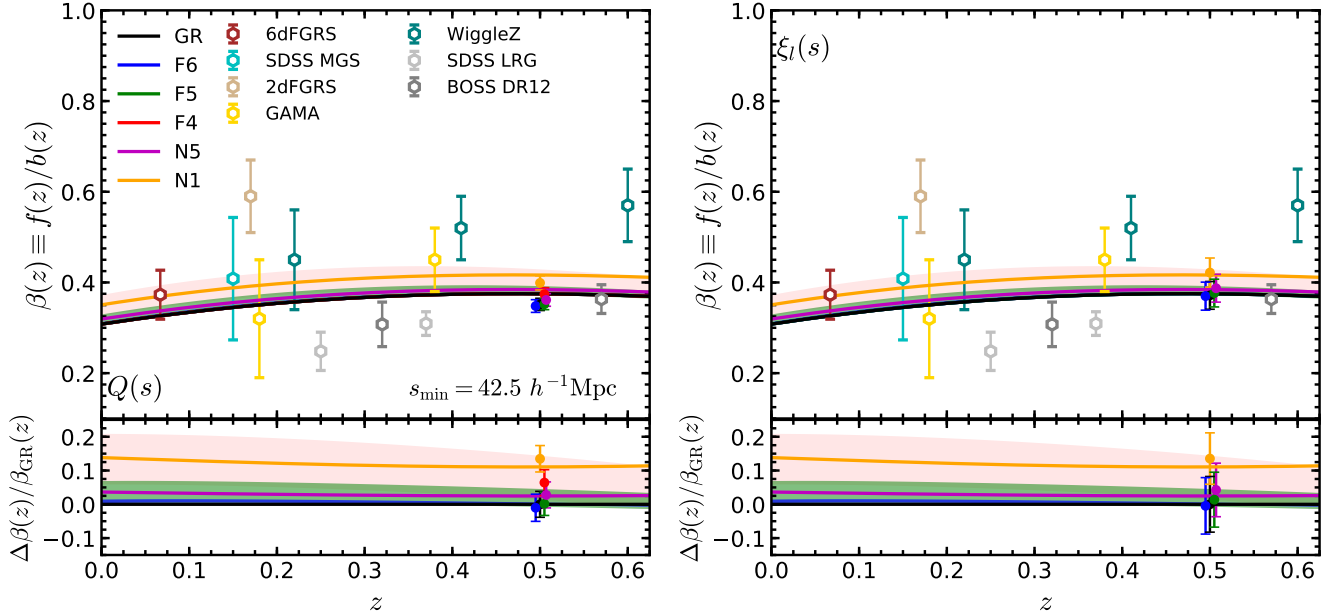 1.0
0.8
0.6
0.4
0.2
β(z) ≡ f(z)/b(z)
GR
F6
F5
F4
N5
N1
6dFGRS
SDSS MGS
2dFGRS
GAMA
WiggleZ
SDSS LRG
BOSS DR12
Q(s)
s_min = 42.5 h⁻¹Mpc
0.2
0.1
0.0
−0.1
Δβ(z)/β_GR(z)
0.0 0.1 0.2 0.3 0.4 0.5 0.6
z
1.0
0.8
0.6
0.4
0.2
β(z) ≡ f(z)/b(z)
ξ_l(s)
0.2
0.1
0.0
−0.1
Δβ(z)/β_GR(z)
0.0 0.1 0.2 0.3 0.4 0.5 0.6
z